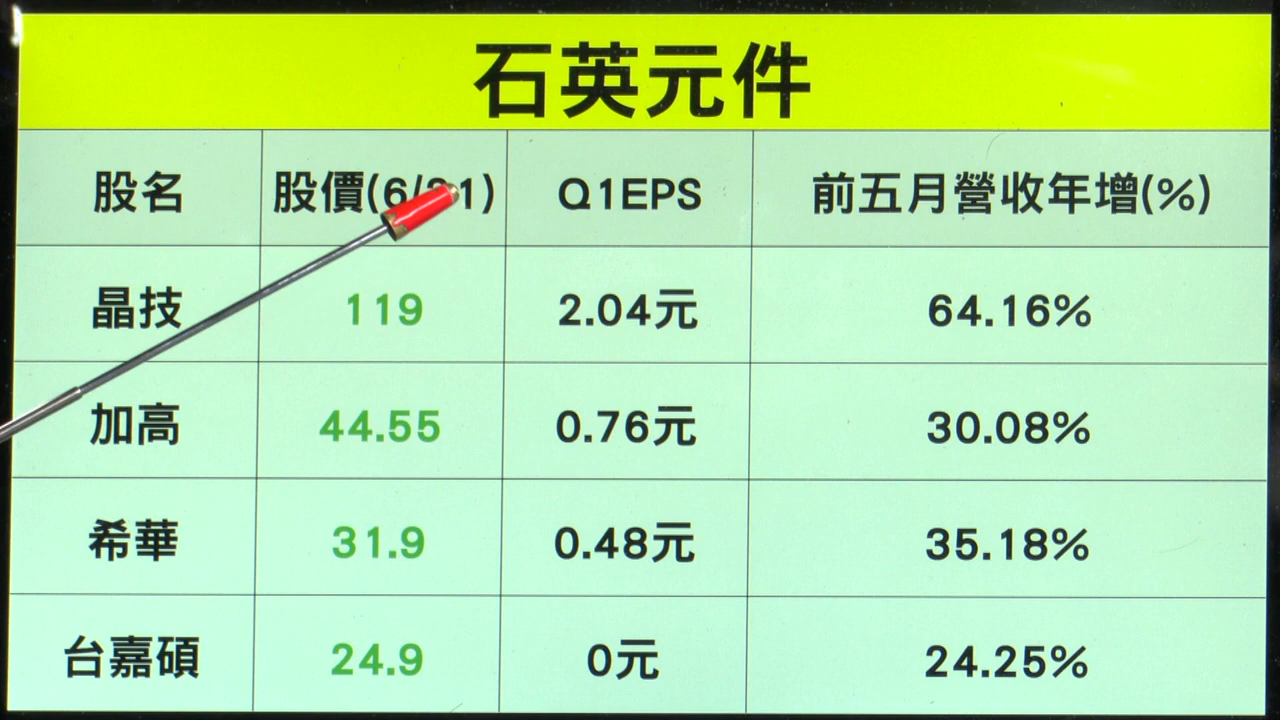 石英元件
股名 股價(6/21) Q1EPS 前五月營收年增(%)
晶技 119 2.04元 64.16%
加高 44.55 0.76元 30.08%
希華 31.9 0.48元 35.18%
台嘉碩 24.9 0元 24.25%